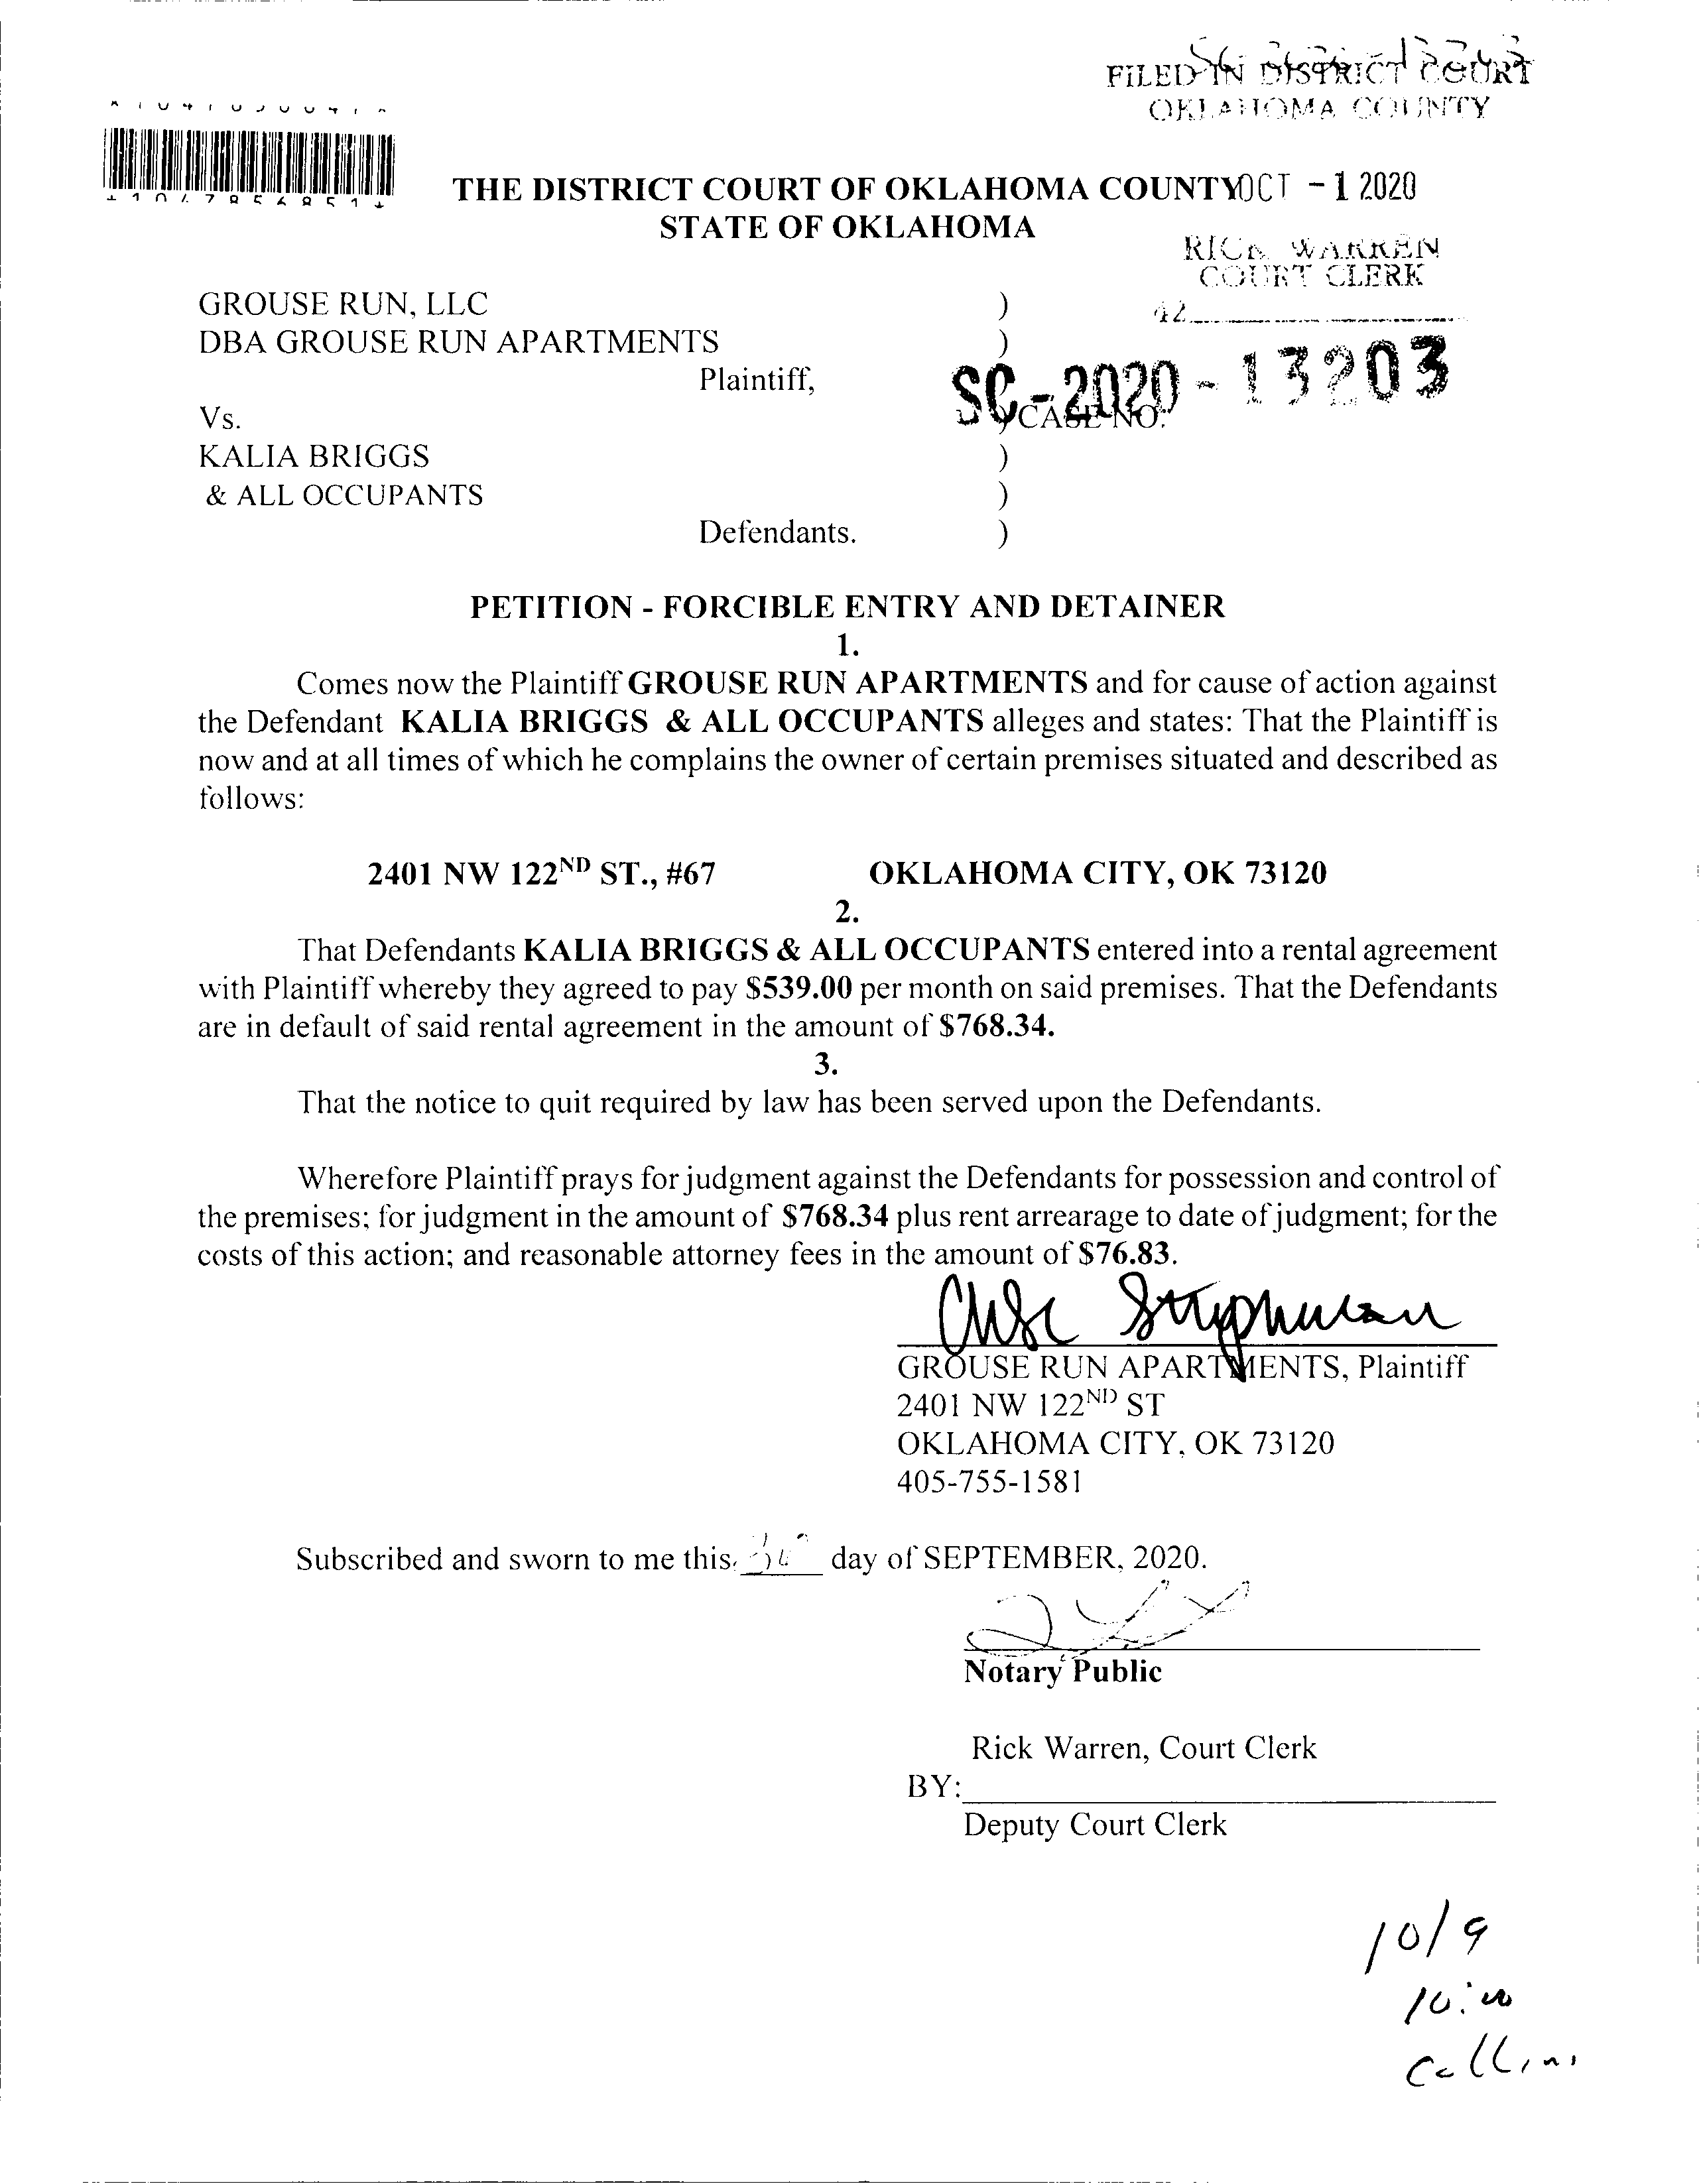 FILED IN DISTRICT COURT
OKLAHOMA COUNTY
THE DISTRICT COURT OF OKLAHOMA COUNTY OCT - 1 2020
STATE OF OKLAHOMA
RICK WARREN
COURT CLERK
42
GROUSE RUN, LLC )
DBA GROUSE RUN APARTMENTS )
Plaintiff,
SC-2020-13203
Vs. ) CASE NO:
KALIA BRIGGS )
& ALL OCCUPANTS )
Defendants. )
PETITION - FORCIBLE ENTRY AND DETAINER
1.
Comes now the Plaintiff GROUSE RUN APARTMENTS and for cause of action against
the Defendant KALIA BRIGGS & ALL OCCUPANTS alleges and states: That the Plaintiff is
now and at all times of which he complains the owner of certain premises situated and described as
follows:
2401 NW 122ND ST., #67 OKLAHOMA CITY, OK 73120
2.
That Defendants KALIA BRIGGS & ALL OCCUPANTS entered into a rental agreement
with Plaintiff whereby they agreed to pay $539.00 per month on said premises. That the Defendants
are in default of said rental agreement in the amount of $768.34.
3.
That the notice to quit required by law has been served upon the Defendants.
Wherefore Plaintiff prays for judgment against the Defendants for possession and control of
the premises; for judgment in the amount of $768.34 plus rent arrearage to date of judgment; for the
costs of this action; and reasonable attorney fees in the amount of $76.83.
GROUSE RUN APARTMENTS, Plaintiff
2401 NW 122ND ST
OKLAHOMA CITY, OK 73120
405-755-1581
Subscribed and sworn to me this day of SEPTEMBER, 2020.
Notary Public
Rick Warren, Court Clerk
BY:
Deputy Court Clerk
10/9
10:00
Collins